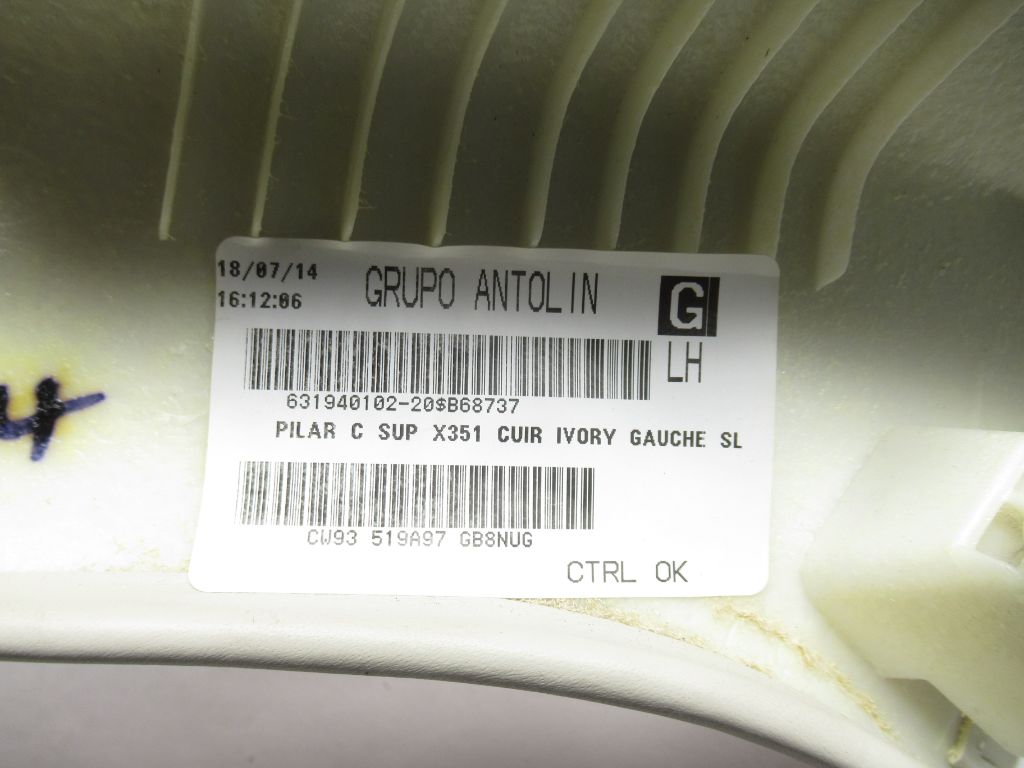 18/07/14
16:12:06
GRUPO ANTOLIN
G
LH
631940102-20$B68737
PILAR C SUP X351 CUIR IVORY GAUCHE SL
CW93 519A97 GB8NUG
CTRL OK
4